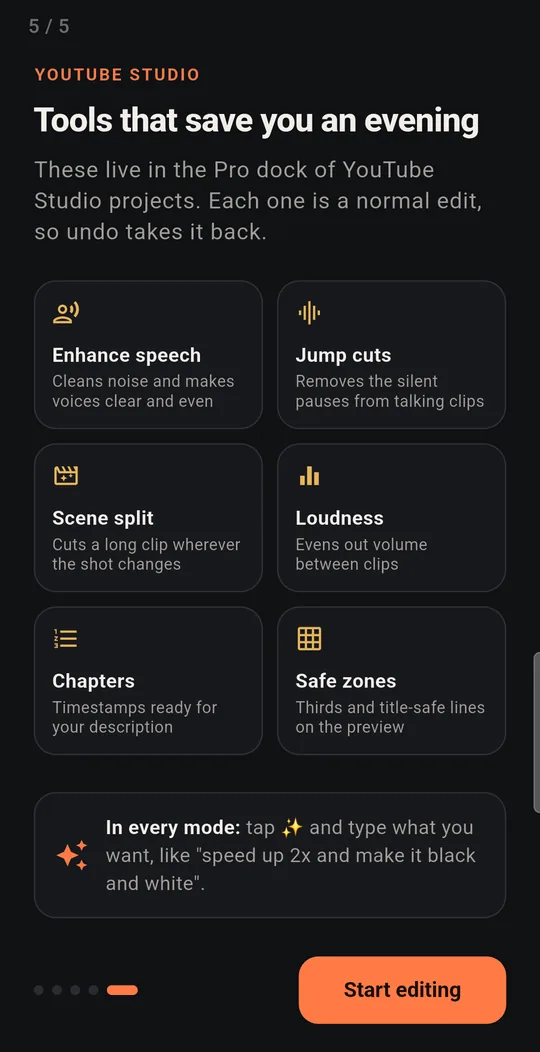 5 / 5
YOUTUBE STUDIO
Tools that save you an evening
These live in the Pro dock of YouTube
Studio projects. Each one is a normal edit,
so undo takes it back.
Enhance speech
Cleans noise and makes
voices clear and even
Jump cuts
Removes the silent
pauses from talking clips
Scene split
Cuts a long clip wherever
the shot changes
Loudness
Evens out volume
between clips
Chapters
Timestamps ready for
your description
Safe zones
Thirds and title-safe lines
on the preview
In every mode: tap ✨ and type what you
want, like "speed up 2x and make it black
and white".
Start editing